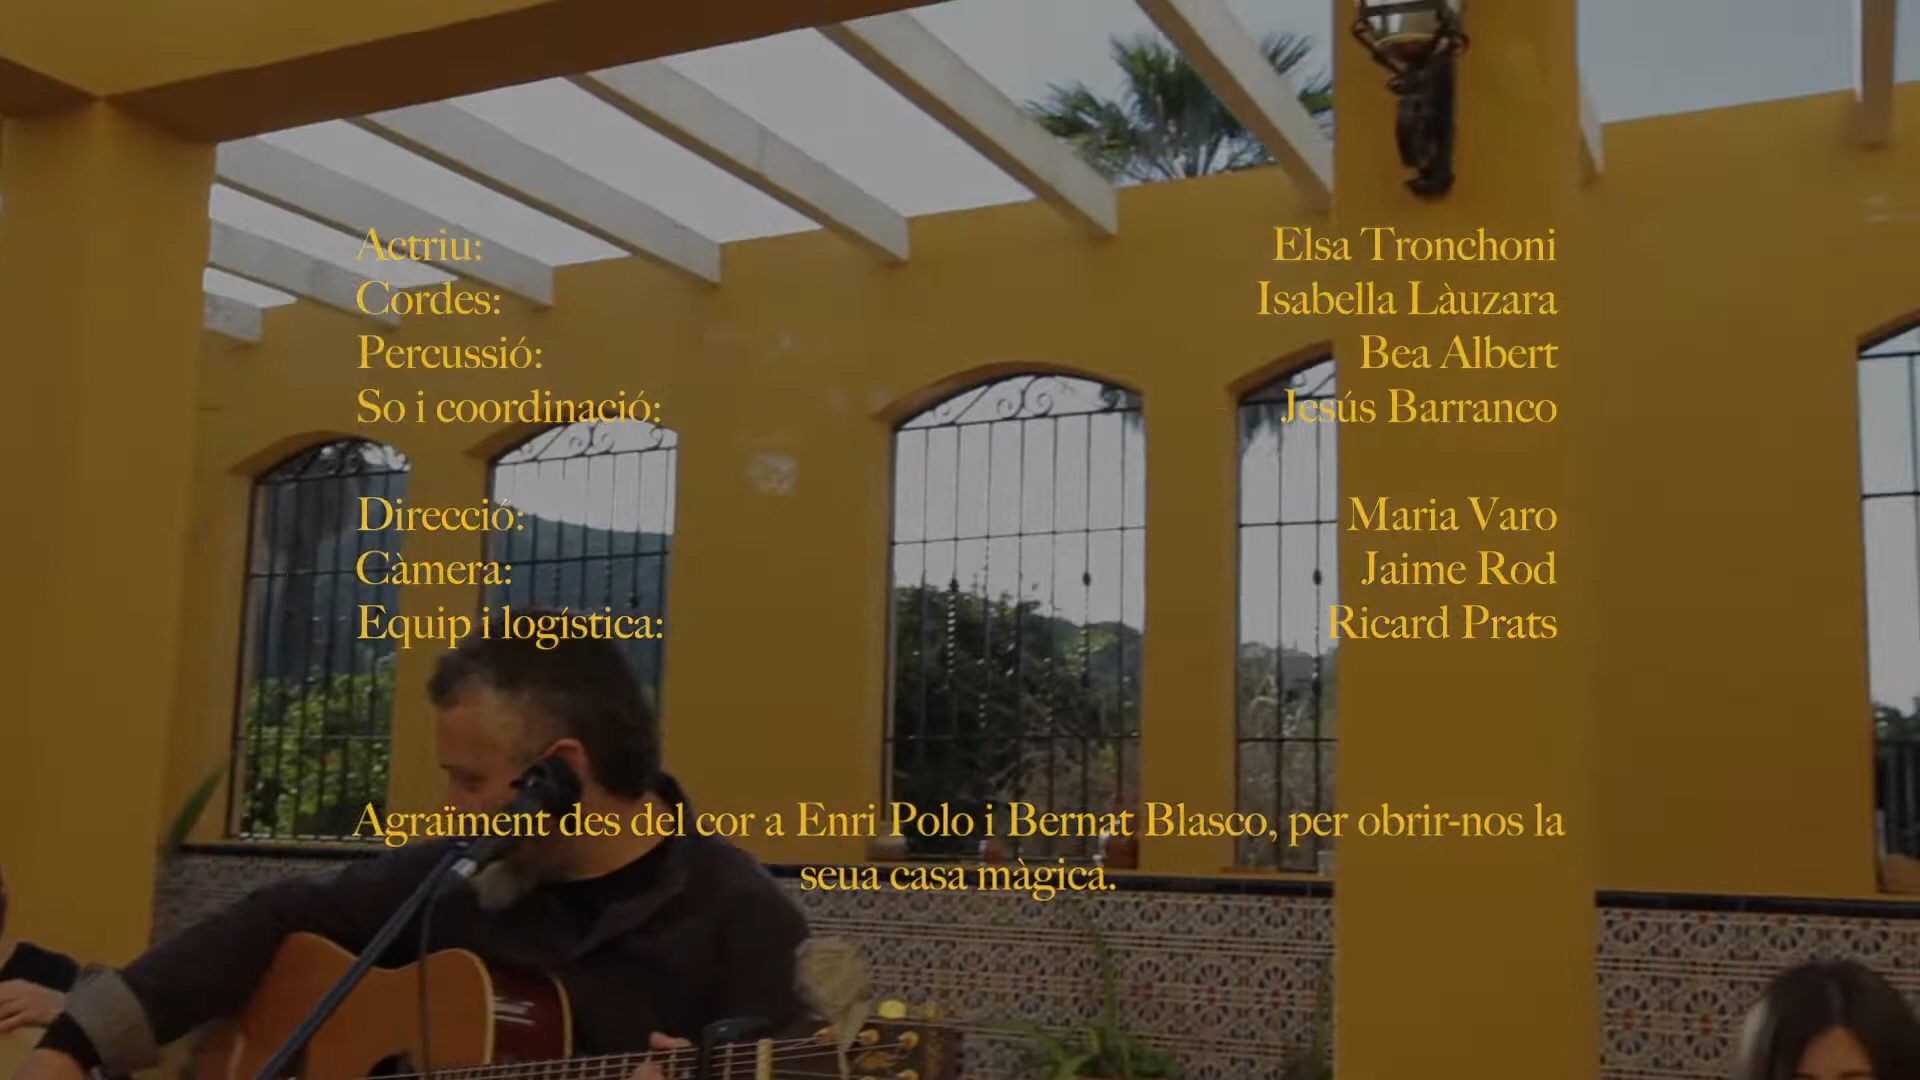 Actriu: Elsa Tronchoni
Cordes: Isabella Làuzara
Percussió: Bea Albert
So i coordinació: Jesús Barranco
Direcció: Maria Varo
Càmera: Jaime Rod
Equip i logística: Ricard Prats
Agraïment des del cor a Enri Polo i Bernat Blasco, per obrir-nos la
seua casa màgica.